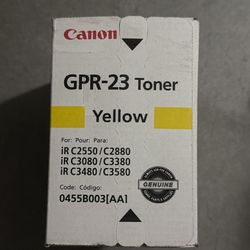 Canon
GPR-23 Toner
Yellow
For: Pour: Para:
iR C2550 / C2880
iR C3080 / C3380
iR C3480 / C3580
Code: Código:
0455B003[AA]
GENUINE